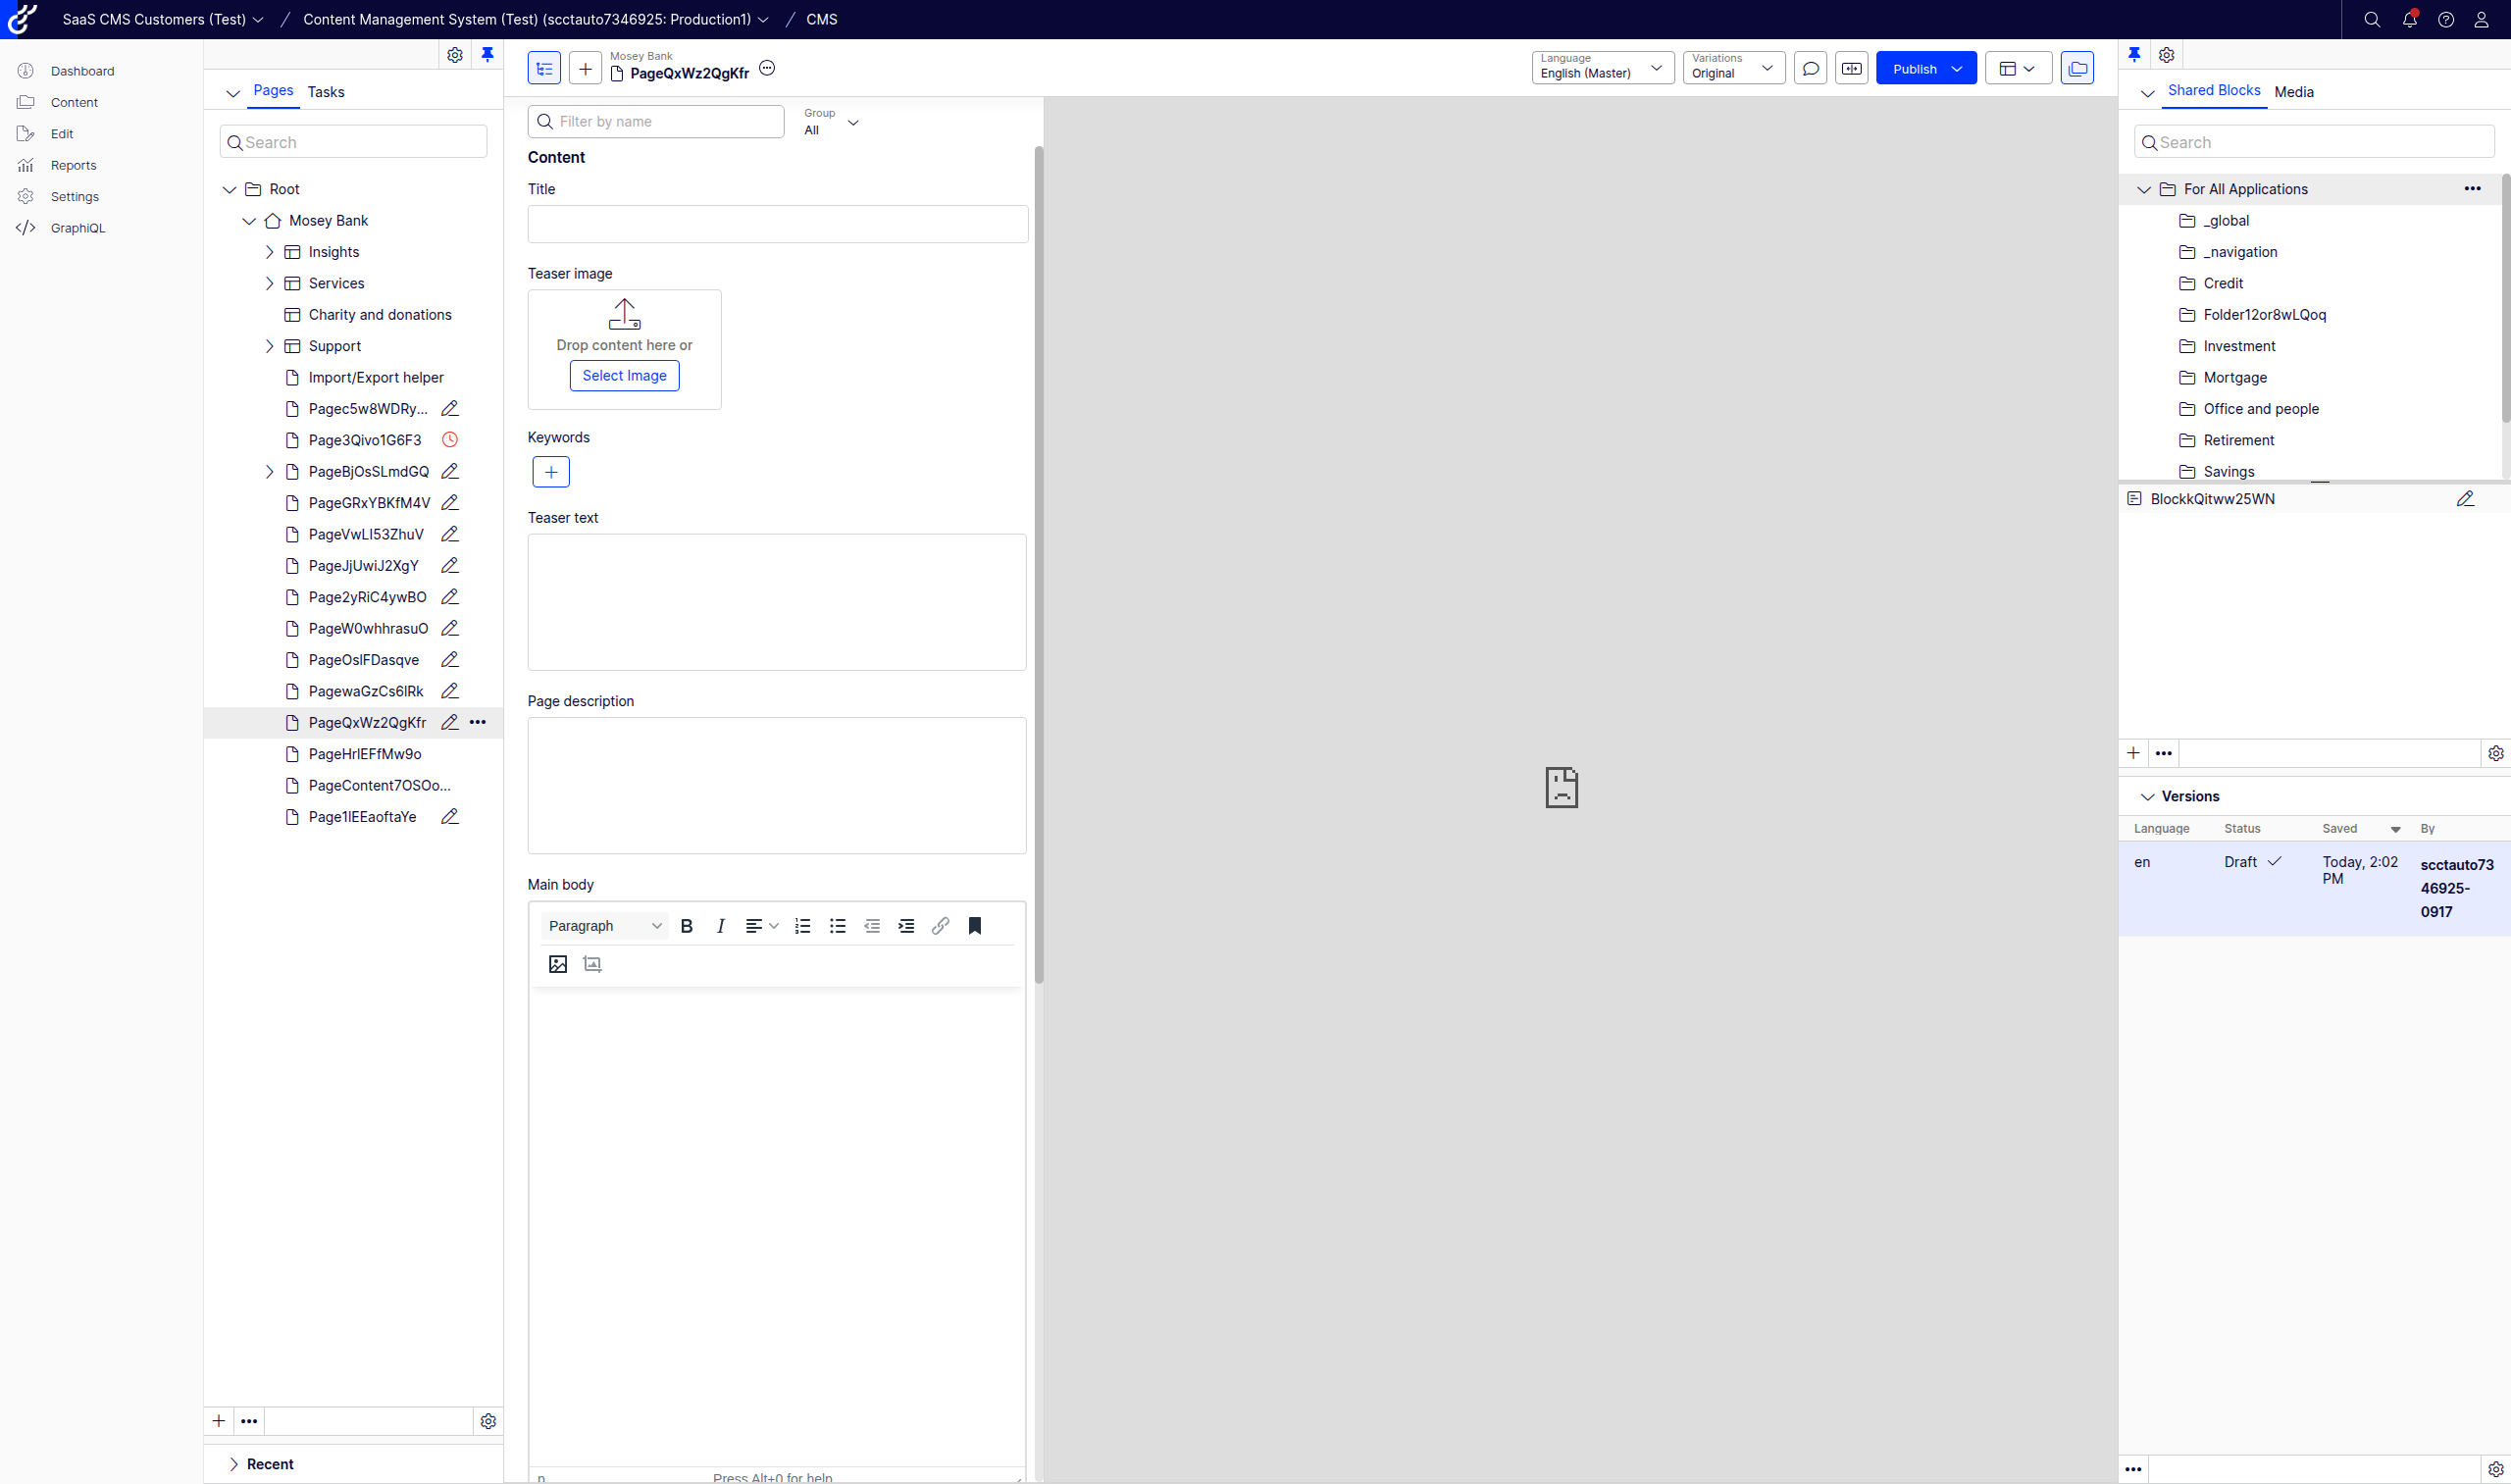 SaaS CMS Customers (Test) / Content Management System (Test) (scctauto7346925: Production1) / CMS
Dashboard
Content
Edit
Reports
Settings
GraphiQL
Pages Tasks
Search
Root
Mosey Bank
Insights
Services
Charity and donations
Support
Import/Export helper
Pagec5w8WDRy...
Page3Qivo1G6F3
PageBjOsSLmdGQ
PageGRxYBKfM4V
PageVwLI53ZhuV
PageJjUwiJ2XgY
Page2yRiC4ywBO
PageW0whhrasuO
PageOsIFDasqve
PagewaGzCs6IRk
PageQxWz2QgKfr
PageHrIEFfMw9o
PageContent7OSOo...
Page1IEEaoftaYe
Recent
Mosey Bank
PageQxWz2QgKfr
Language
English (Master)
Variations
Original
Publish
Filter by name
Group
All
Content
Title
Teaser image
Drop content here or
Select Image
Keywords
Teaser text
Page description
Main body
Paragraph
p
Press Alt+0 for help
Shared Blocks Media
Search
For All Applications
_global
_navigation
Credit
Folder12or8wLQoq
Investment
Mortgage
Office and people
Retirement
Savings
BlockkQitww25WN
Versions
Language Status Saved By
en Draft Today, 2:02 PM scctauto7346925-0917